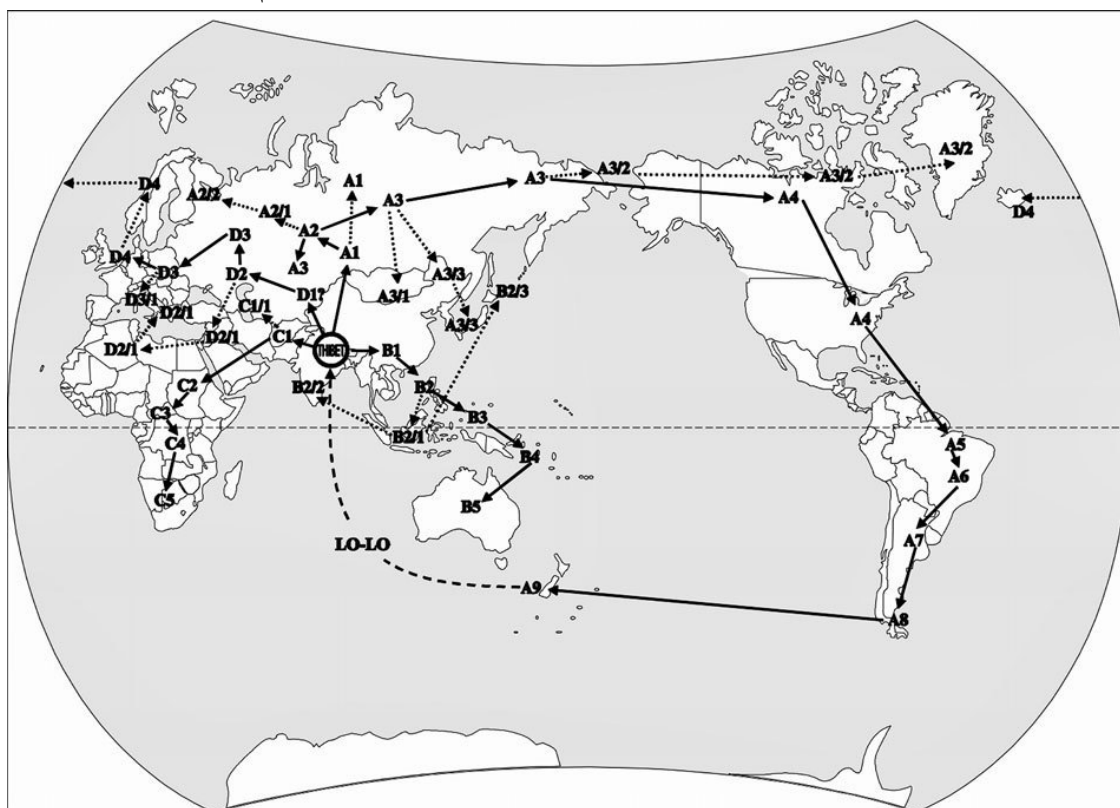 A3/2
A3/2
A3/2
A3
D4
A1
A2/2
A3
A4
D4
A2/1
A2
D3
A1
D4
D3
D2
A3
A3/3
D3/1
D1?
A3/1
B2/3
C1/1
D2/1
A3/3
A4
D2/1
C1
D2/1
THIBET
B1
C2
B2/2
B2
C3
B3
C4
B2/1
A5
B4
A6
C5
B5
A7
LO-LO
A9
A8